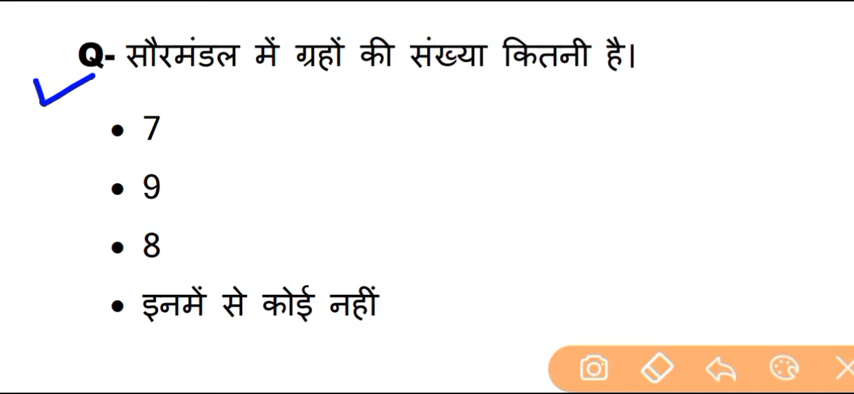 Q- सौरमंडल में ग्रहों की संख्या कितनी है।
• 7
• 9
• 8
• इनमें से कोई नहीं